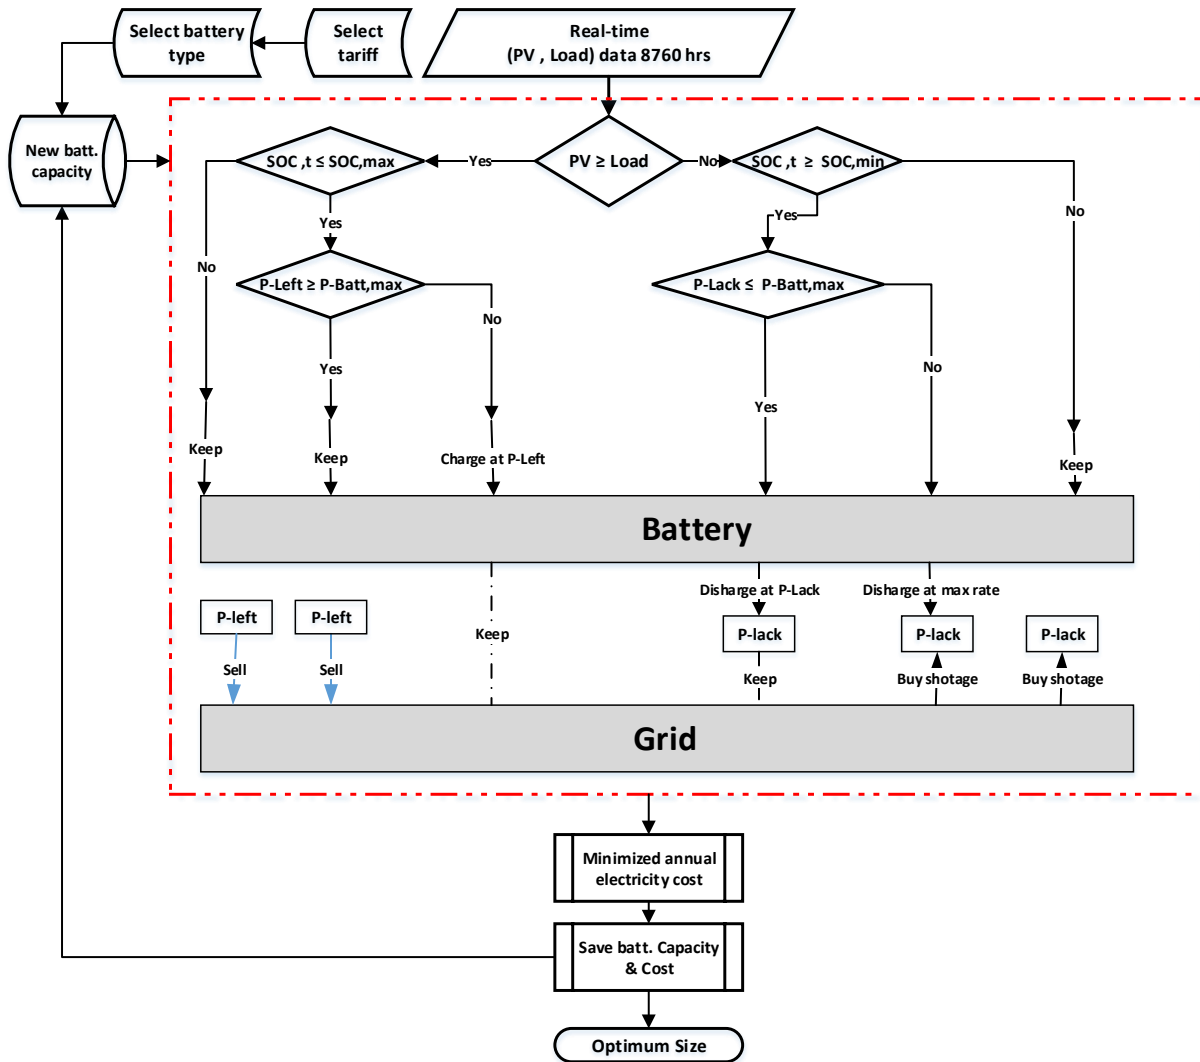 Select battery
type
Select
tariff
Real-time
(PV , Load) data 8760 hrs
New batt.
capacity
SOC ,t ≤ SOC,max
Yes
PV ≥ Load
No
SOC ,t ≥ SOC,min
Yes
Yes
No
No
P-Left ≥ P-Batt,max
P-Lack ≤ P-Batt,max
No
Yes
No
Yes
Keep
Keep
Charge at P-Left
Keep
Battery
Disharge at P-Lack
Disharge at max rate
P-left
P-left
Keep
P-lack
P-lack
P-lack
Sell
Sell
Keep
Buy shotage
Buy shotage
Grid
Minimized annual
electricity cost
Save batt. Capacity
& Cost
Optimum Size